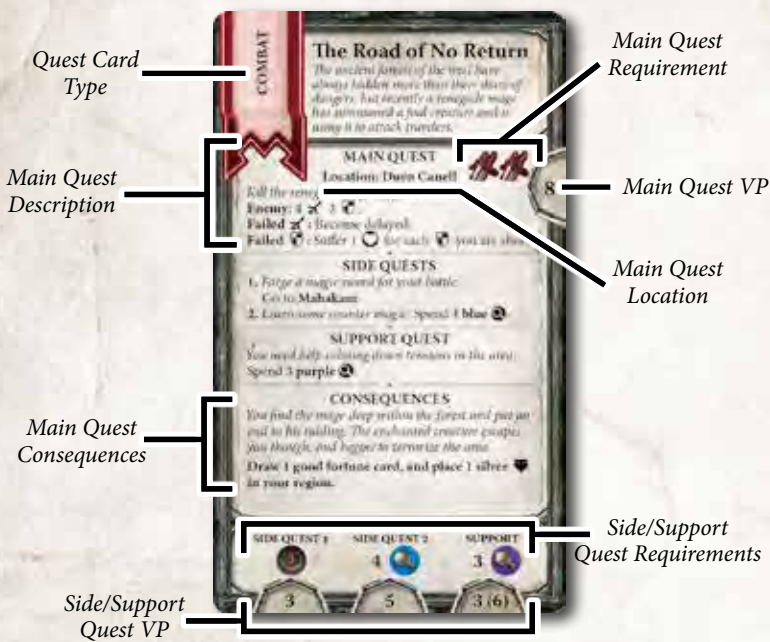 Quest Card
Type
Main Quest
Description
Main Quest
Consequences
Side/Support
Quest VP
COMBAT
The Road of No Return
The ancient forest of the have
always hidden more than their share of
dangers, but recently a renegade mage
has summoned a foul creature and is
using it to attack travelers.
MAIN QUEST
Location: Duen Canell
8
Kill the
Enemy: 3
Failed : Become delayed.
Failed : Suffer 1 for each you are
SIDE QUESTS
1. Forge a magic sword for your battle.
Go to Mahakam
2. Learn some counter magic. Spend 4 blue
SUPPORT QUEST
You need help calming down tensions in the area.
Spend 3 purple
CONSEQUENCES
You find the mage deep within the forest and put an
end to his The enchanted creature escapes
you though, and begins to terrorize the area.
Draw 1 good fortune card, and place 1 silver
in your region.
SIDE QUEST 1 SIDE QUEST 2 SUPPORT
4 3
3 5 3 (6)
Main Quest
Requirement
Main Quest VP
Main Quest
Location
Side/Support
Quest Requirements